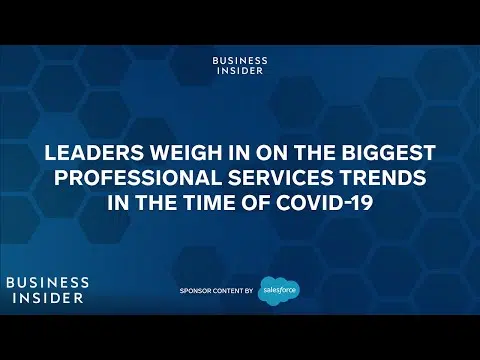 BUSINESS
INSIDER
LEADERS WEIGH IN ON THE BIGGEST
PROFESSIONAL SERVICES TRENDS
IN THE TIME OF COVID-19
BUSINESS
INSIDER
SPONSOR CONTENT BY salesforce